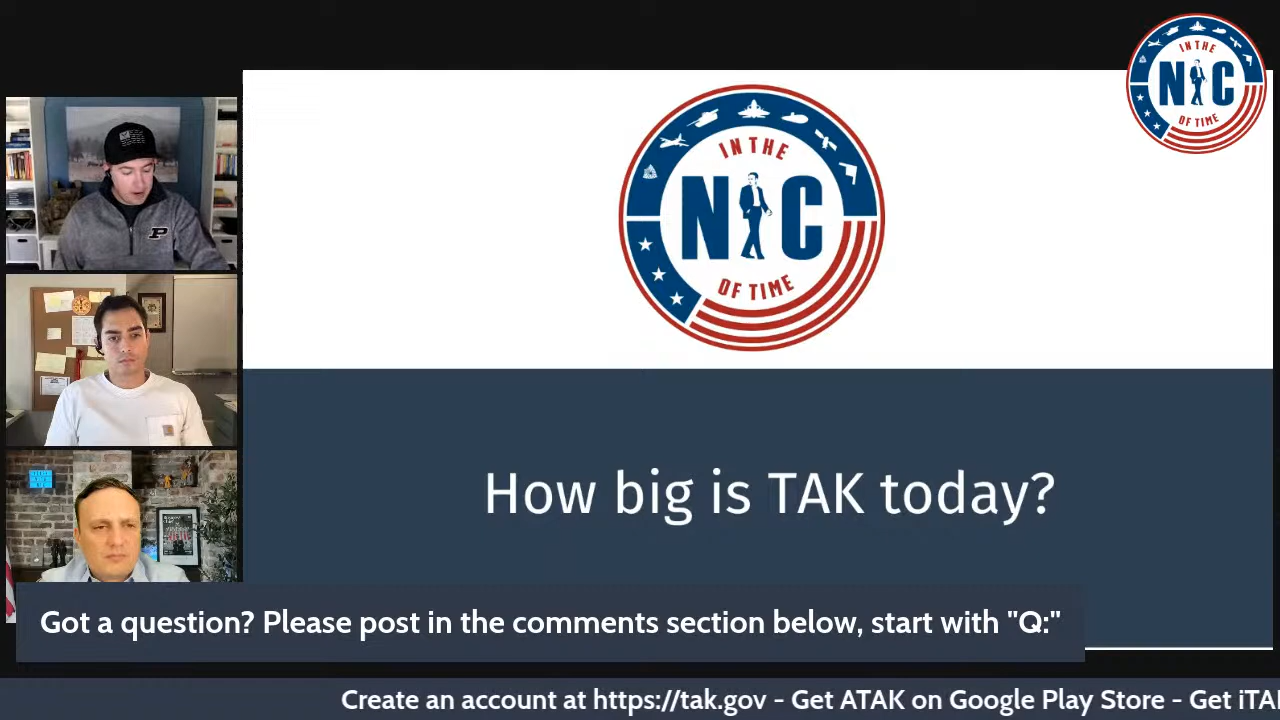 IN THE
NIC
OF TIME
IN THE
NIC
OF TIME
P
How big is TAK today?
Got a question? Please post in the comments section below, start with "Q:"
Create an account at https://tak.gov - Get ATAK on Google Play Store - Get iTA